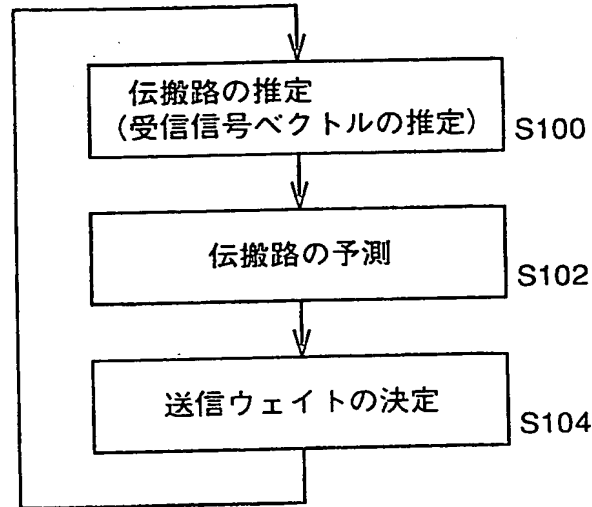 伝搬路の推定
(受信信号ベクトルの推定)
S100
伝搬路の予測
S102
送信ウェイトの決定
S104